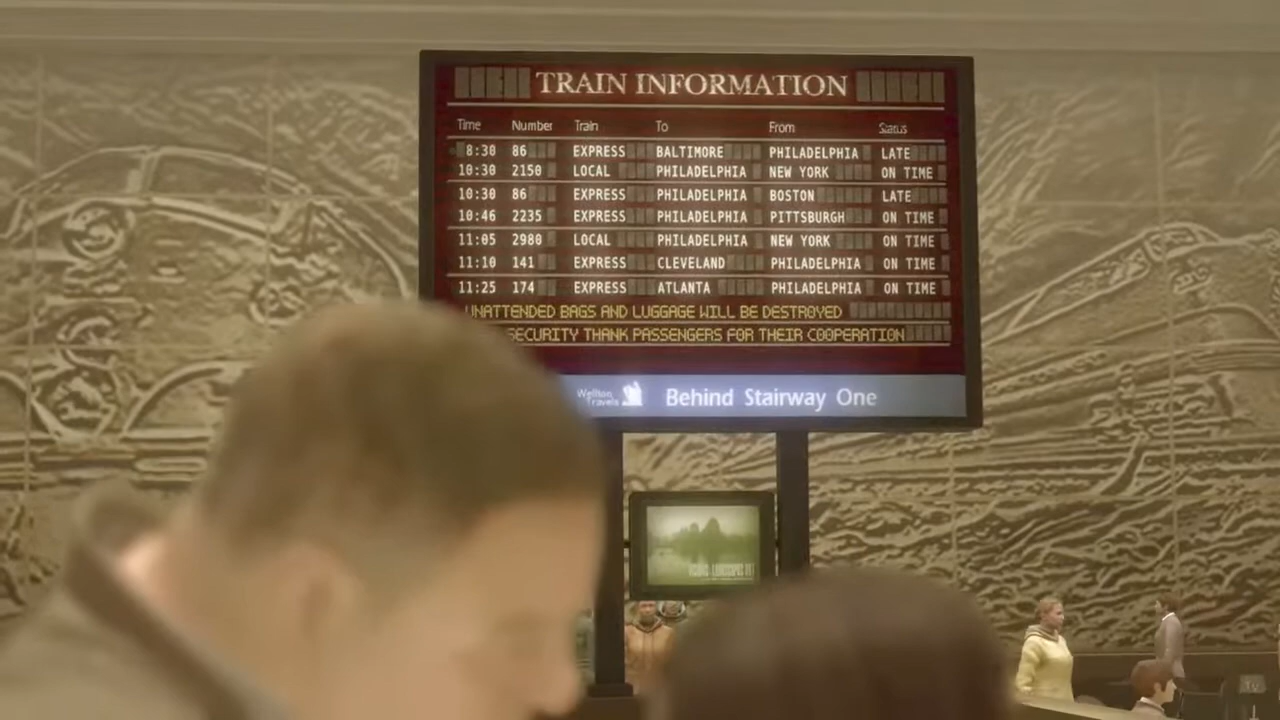 TRAIN INFORMATION
Time Number Train To From Status
8:30 86 EXPRESS BALTIMORE PHILADELPHIA LATE
10:30 2150 LOCAL PHILADELPHIA NEW YORK ON TIME
10:30 86 EXPRESS PHILADELPHIA BOSTON LATE
10:46 2235 EXPRESS PHILADELPHIA PITTSBURGH ON TIME
11:05 2980 LOCAL PHILADELPHIA NEW YORK ON TIME
11:10 141 EXPRESS CLEVELAND PHILADELPHIA ON TIME
11:25 174 EXPRESS ATLANTA PHILADELPHIA ON TIME
UNATTENDED BAGS AND LUGGAGE WILL BE DESTROYED
SECURITY THANK PASSENGERS FOR THEIR COOPERATION
Travels
Behind Stairway One